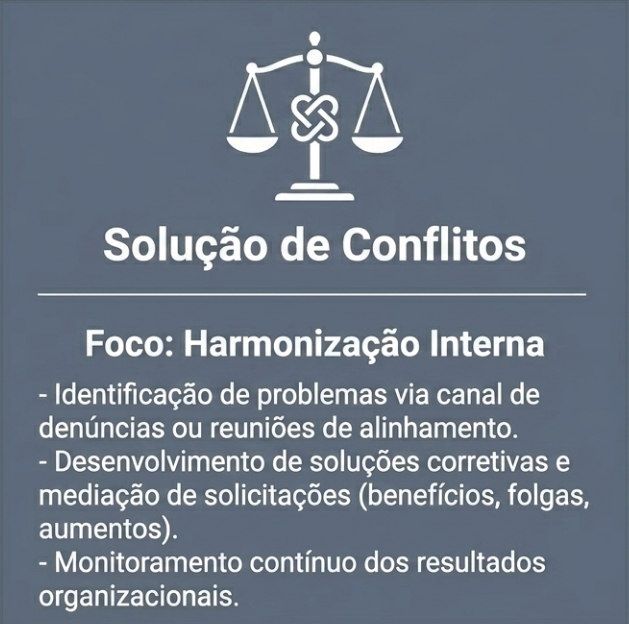 Solução de Conflitos
Foco: Harmonização Interna
- Identificação de problemas via canal de
denúncias ou reuniões de alinhamento.
- Desenvolvimento de soluções corretivas e
mediação de solicitações (benefícios, folgas,
aumentos).
- Monitoramento contínuo dos resultados
organizacionais.